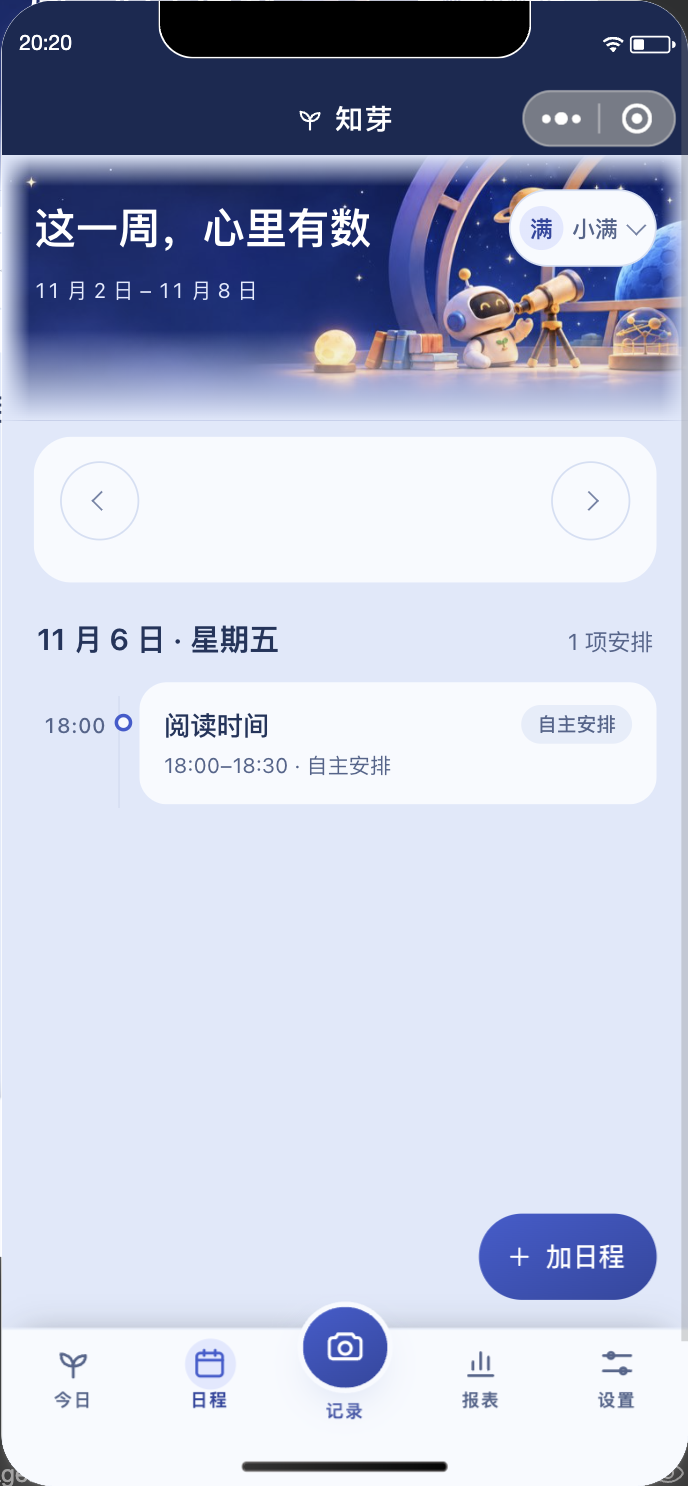 20:20
知芽
这一周，心里有数
满 小满
11 月 2 日 – 11 月 8 日
11 月 6 日 · 星期五
1 项安排
18:00
阅读时间
自主安排
18:00–18:30 · 自主安排
+ 加日程
今日
日程
记录
报表
设置